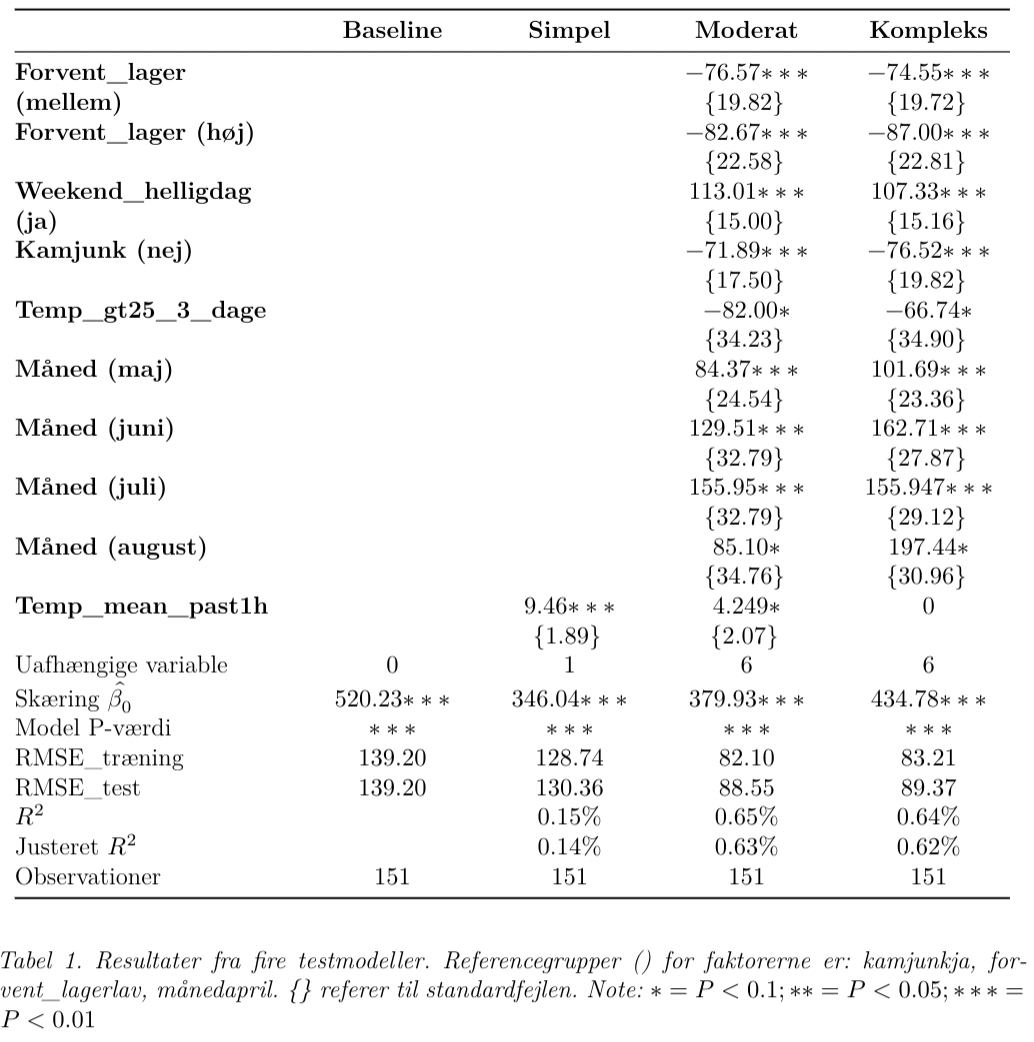 Baseline Simpel Moderat Kompleks
Forvent_lager −76.57∗∗∗ −74.55∗∗∗
(mellem) {19.82} {19.72}
Forvent_lager (høj) −82.67∗∗∗ −87.00∗∗∗
{22.58} {22.81}
Weekend_helligdag 113.01∗∗∗ 107.33∗∗∗
(ja) {15.00} {15.16}
Kamjunk (nej) −71.89∗∗∗ −76.52∗∗∗
{17.50} {19.82}
Temp_gt25_3_dage −82.00∗ −66.74∗
{34.23} {34.90}
Måned (maj) 84.37∗∗∗ 101.69∗∗∗
{24.54} {23.36}
Måned (juni) 129.51∗∗∗ 162.71∗∗∗
{32.79} {27.87}
Måned (juli) 155.95∗∗∗ 155.947∗∗∗
{32.79} {29.12}
Måned (august) 85.10∗ 197.44∗
{34.76} {30.96}
Temp_mean_past1h 9.46∗∗∗ 4.249∗ 0
{1.89} {2.07}
Uafhængige variable 0 1 6 6
Skæring β̂₀ 520.23∗∗∗ 346.04∗∗∗ 379.93∗∗∗ 434.78∗∗∗
Model P-værdi ∗∗∗ ∗∗∗ ∗∗∗ ∗∗∗
RMSE_træning 139.20 128.74 82.10 83.21
RMSE_test 139.20 130.36 88.55 89.37
R² 0.15% 0.65% 0.64%
Justeret R² 0.14% 0.63% 0.62%
Observationer 151 151 151 151
Tabel 1. Resultater fra fire testmodeller. Referencegrupper () for faktorerne er: kamjunkja, for-
vent_lagerlav, månedapril. {} referer til standardfejlen. Note: ∗ = P < 0.1; ∗∗ = P < 0.05; ∗∗∗ =
P < 0.01